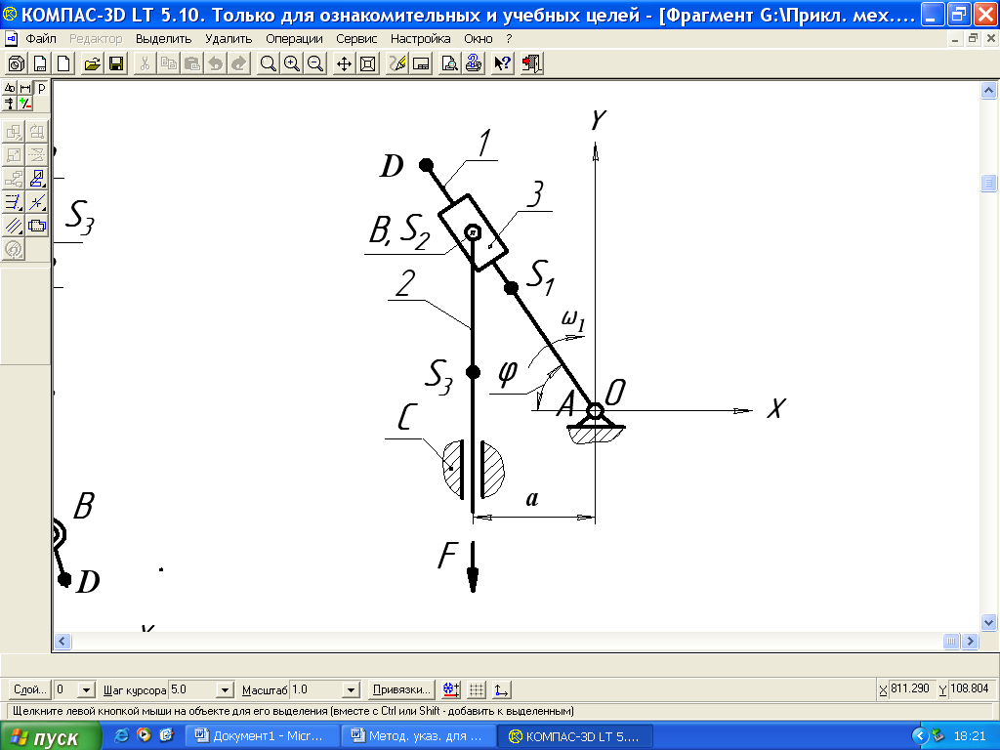 КОМПАС-3D LT 5.10. Только для ознакомительных и учебных целей - [Фрагмент G:\Прикл. мех....
Файл Редактор Выделить Удалить Операции Сервис Настройка Окно ?
Y
1
D
3
S3
B, S2
S1
2
ω1
φ
S3
A
O
X
C
a
B
F
D
Слой... 0 Шаг курсора 5.0 Масштаб 1.0 Привязки... X 811.290 Y 108.804
Щелкните левой кнопкой мыши на объекте для его выделения (вместе с Ctrl или Shift - добавить к выделенным)
пуск Документ1 - Micr... Метод. указ. для ... КОМПАС-3D LT 5.... 18:21